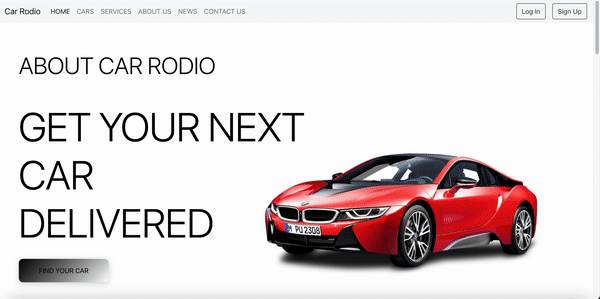 Car Rodio HOME CARS SERVICES ABOUT US NEWS CONTACT US Log In Sign Up
ABOUT CAR RODIO
GET YOUR NEXT
CAR
DELIVERED
M PU 2308
FIND YOUR CAR